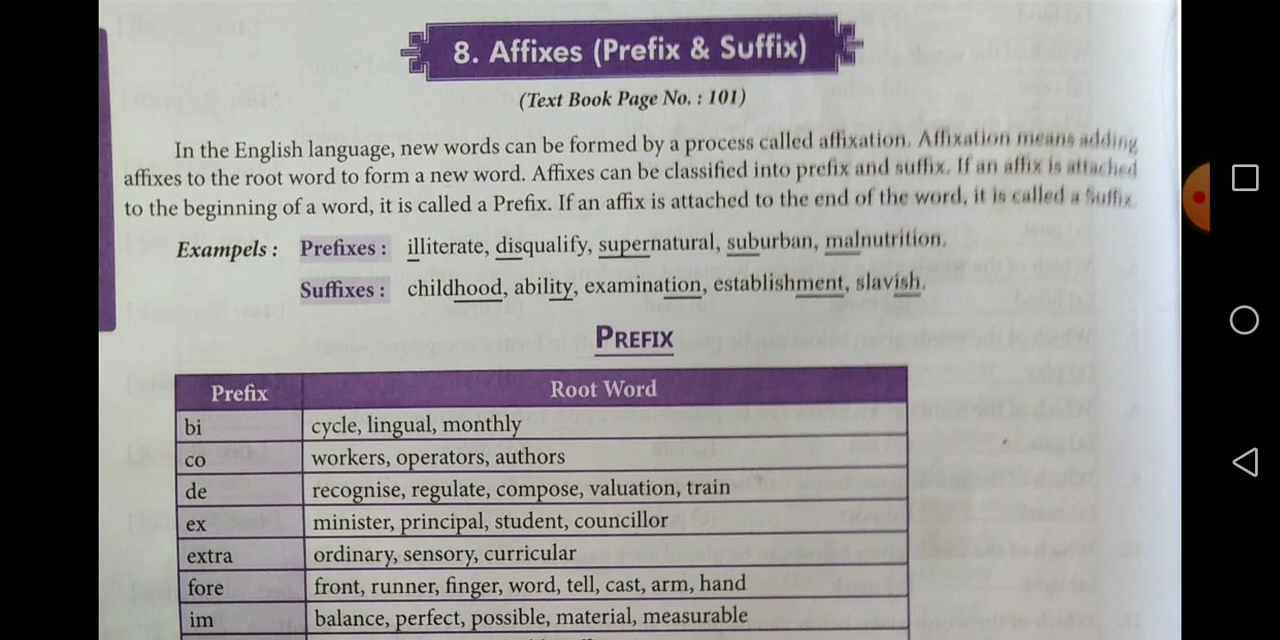 8. Affixes (Prefix & Suffix)
(Text Book Page No. : 101)
In the English language, new words can be formed by a process called affixation. Affixation means adding
affixes to the root word to form a new word. Affixes can be classified into prefix and suffix. If an affix is attached
to the beginning of a word, it is called a Prefix. If an affix is attached to the end of the word, it is called a Suffix.
Exampels : Prefixes : illiterate, disqualify, supernatural, suburban, malnutrition.
Suffixes : childhood, ability, examination, establishment, slavish.
PREFIX
Prefix Root Word
bi cycle, lingual, monthly
co workers, operators, authors
de recognise, regulate, compose, valuation, train
ex minister, principal, student, councillor
extra ordinary, sensory, curricular
fore front, runner, finger, word, tell, cast, arm, hand
im balance, perfect, possible, material, measurable